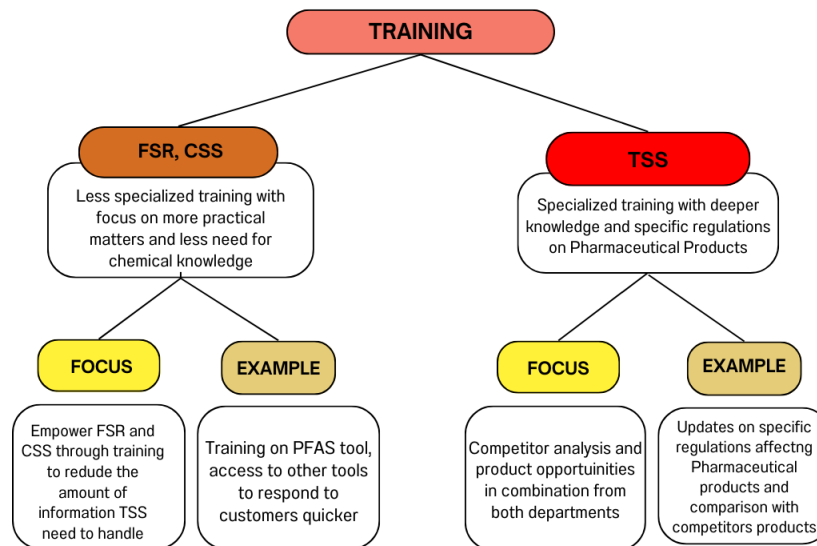 TRAINING
FSR, CSS
Less specialized training with
focus on more practical
matters and less need for
chemical knowledge
TSS
Specialized training with deeper
knowledge and specific regulations
on Pharmaceutical Products
FOCUS
Empower FSR and
CSS through training
to redude the
amount of
information TSS
need to handle
EXAMPLE
Training on PFAS tool,
access to other tools
to respond to
customers quicker
FOCUS
Competitor analysis and
product opportuinities
in combination from
both departments
EXAMPLE
Updates on specific
regulations affectng
Pharmaceutical
products and
comparison with
competitors products